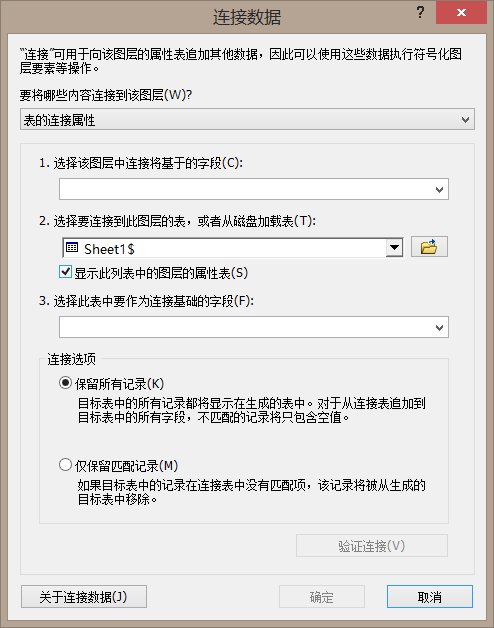 连接数据
?
“连接”可用于向该图层的属性表追加其他数据，因此可以使用这些数据执行符号化图
层要素等操作。
要将哪些内容连接到该图层(W)?
表的连接属性
1. 选择该图层中连接将基于的字段(C):
2. 选择要连接到此图层的表，或者从磁盘加载表(T):
Sheet1$
显示此列表中的图层的属性表(S)
3. 选择此表中要作为连接基础的字段(F):
连接选项
保留所有记录(K)
目标表中的所有记录都将显示在生成的表中。对于从连接表追加到
目标表中的所有字段，不匹配的记录将只包含空值。
仅保留匹配记录(M)
如果目标表中的记录在连接表中没有匹配项，该记录将被从生成的
目标表中移除。
验证连接(V)
关于连接数据(J)
确定
取消